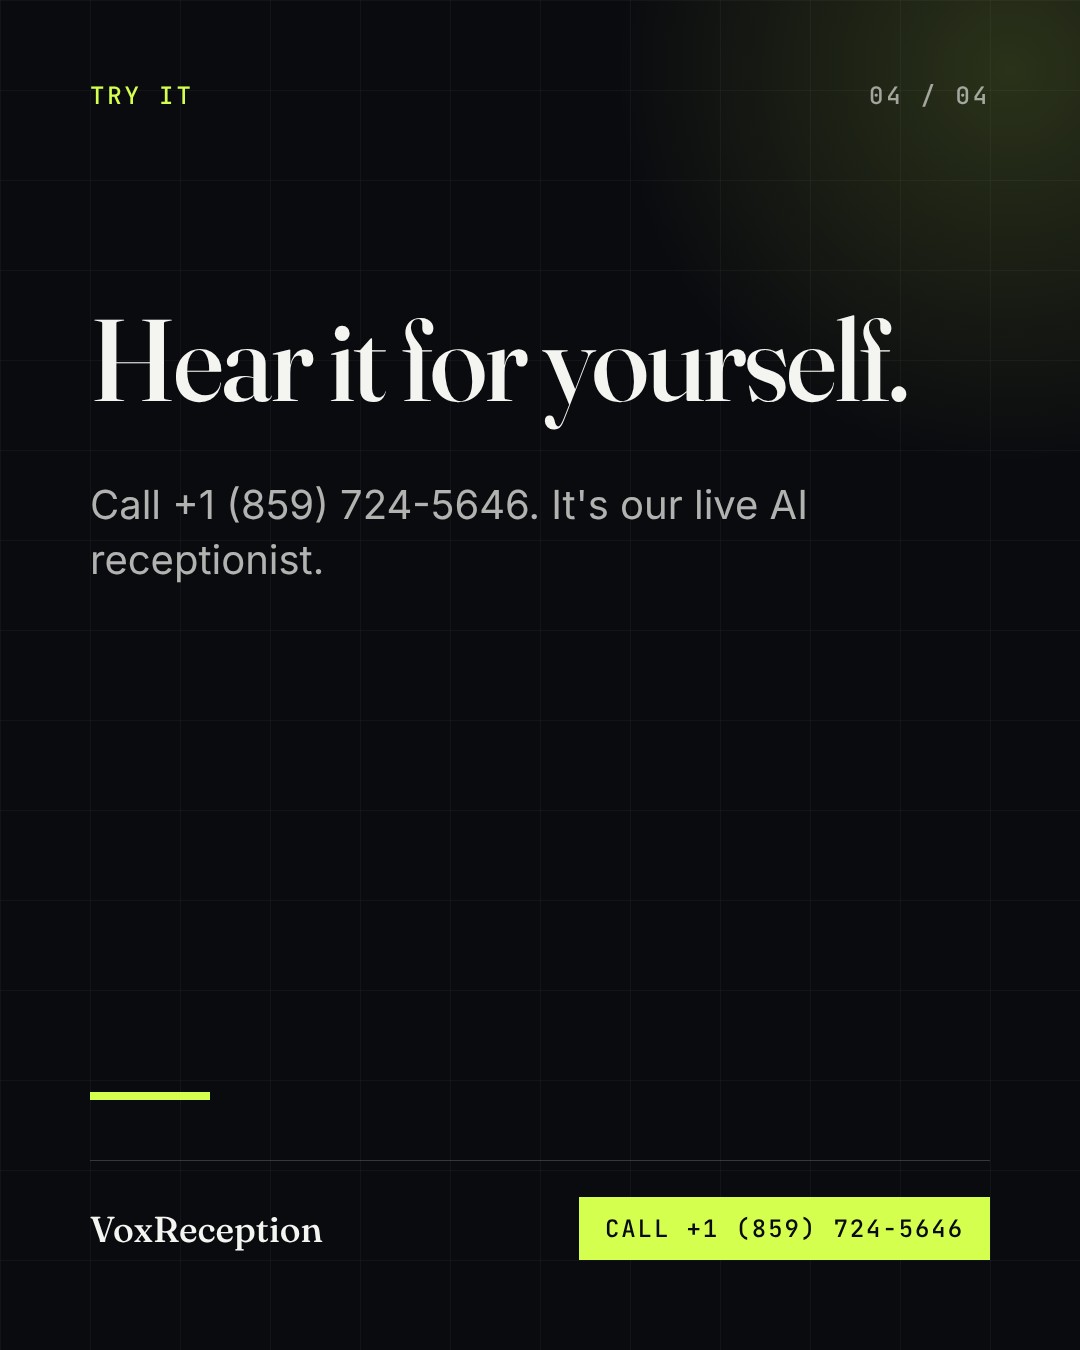 TRY IT
04 / 04
Hear it for yourself.
Call +1 (859) 724-5646. It's our live AI
receptionist.
VoxReception
CALL +1 (859) 724-5646